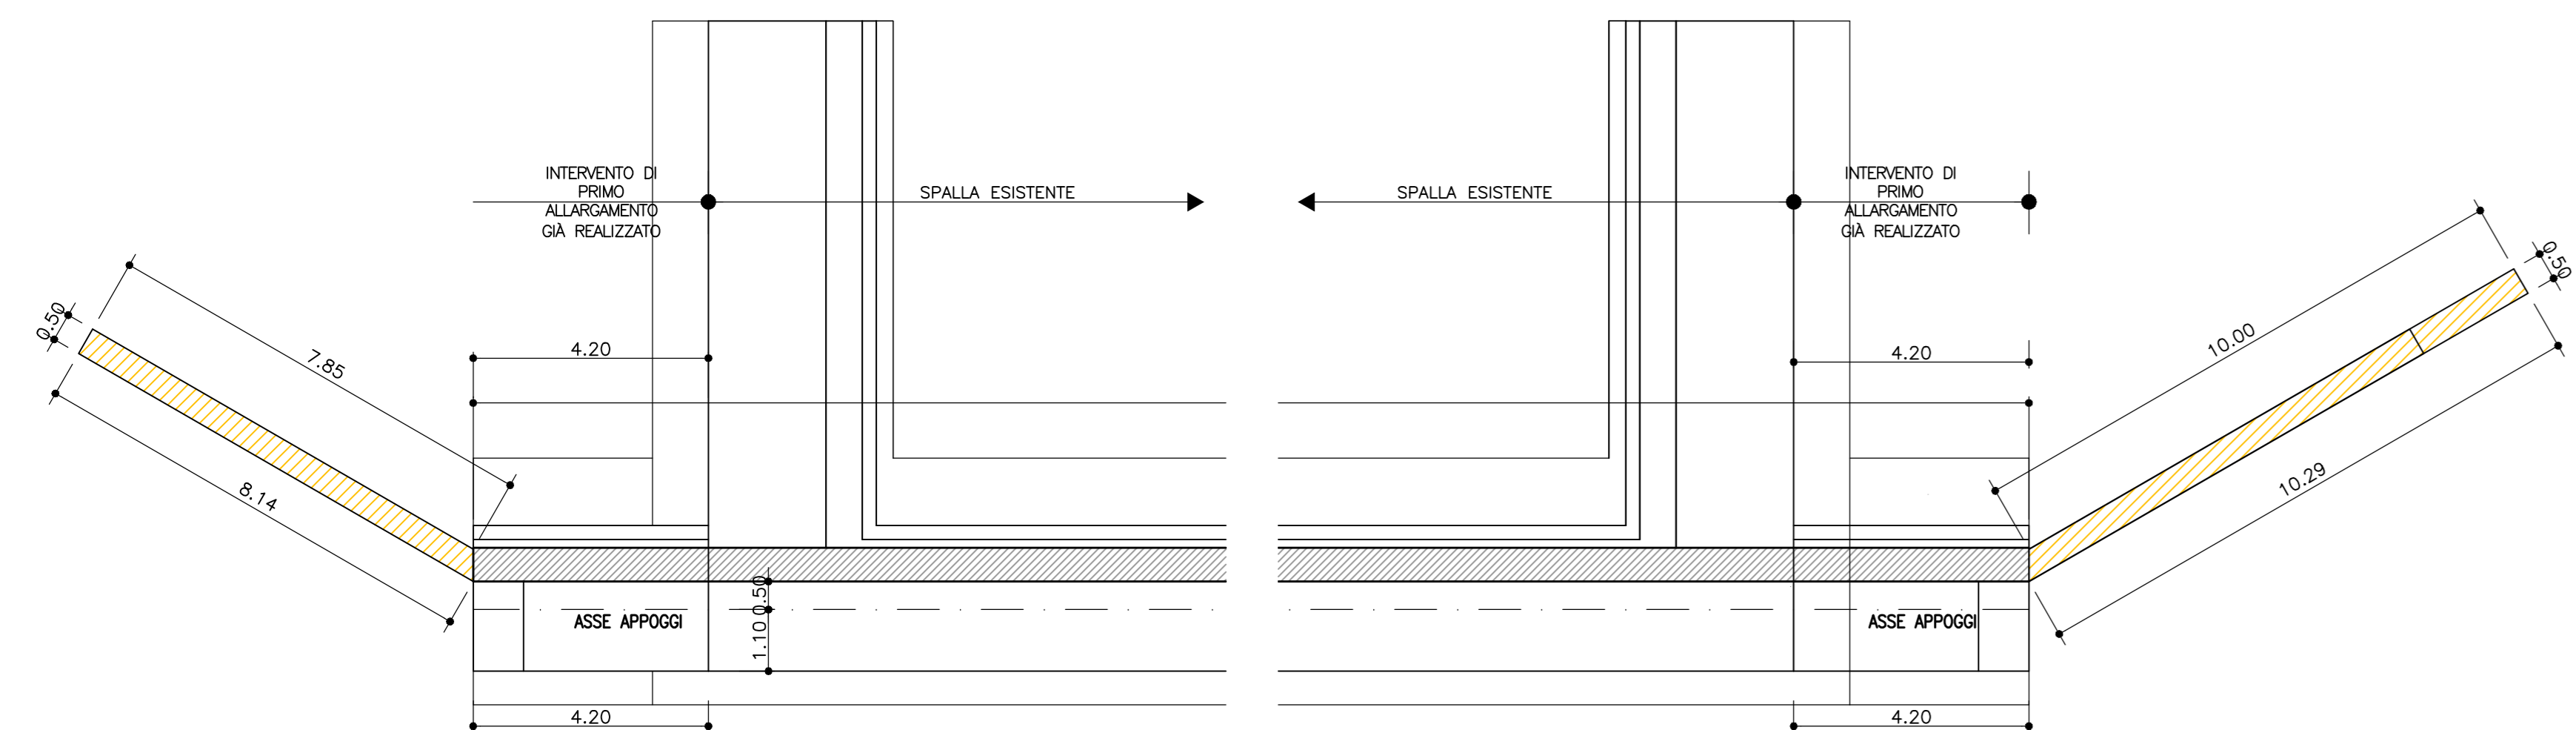 INTERVENTO DI
PRIMO
ALLARGAMENTO
GIÀ REALIZZATO
SPALLA ESISTENTE
SPALLA ESISTENTE
INTERVENTO DI
PRIMO
ALLARGAMENTO
GIÀ REALIZZATO
0.50
7.85
8.14
4.20
4.20
10.00
0.50
10.29
0.50
1.10
ASSE APPOGGI
ASSE APPOGGI
4.20
4.20